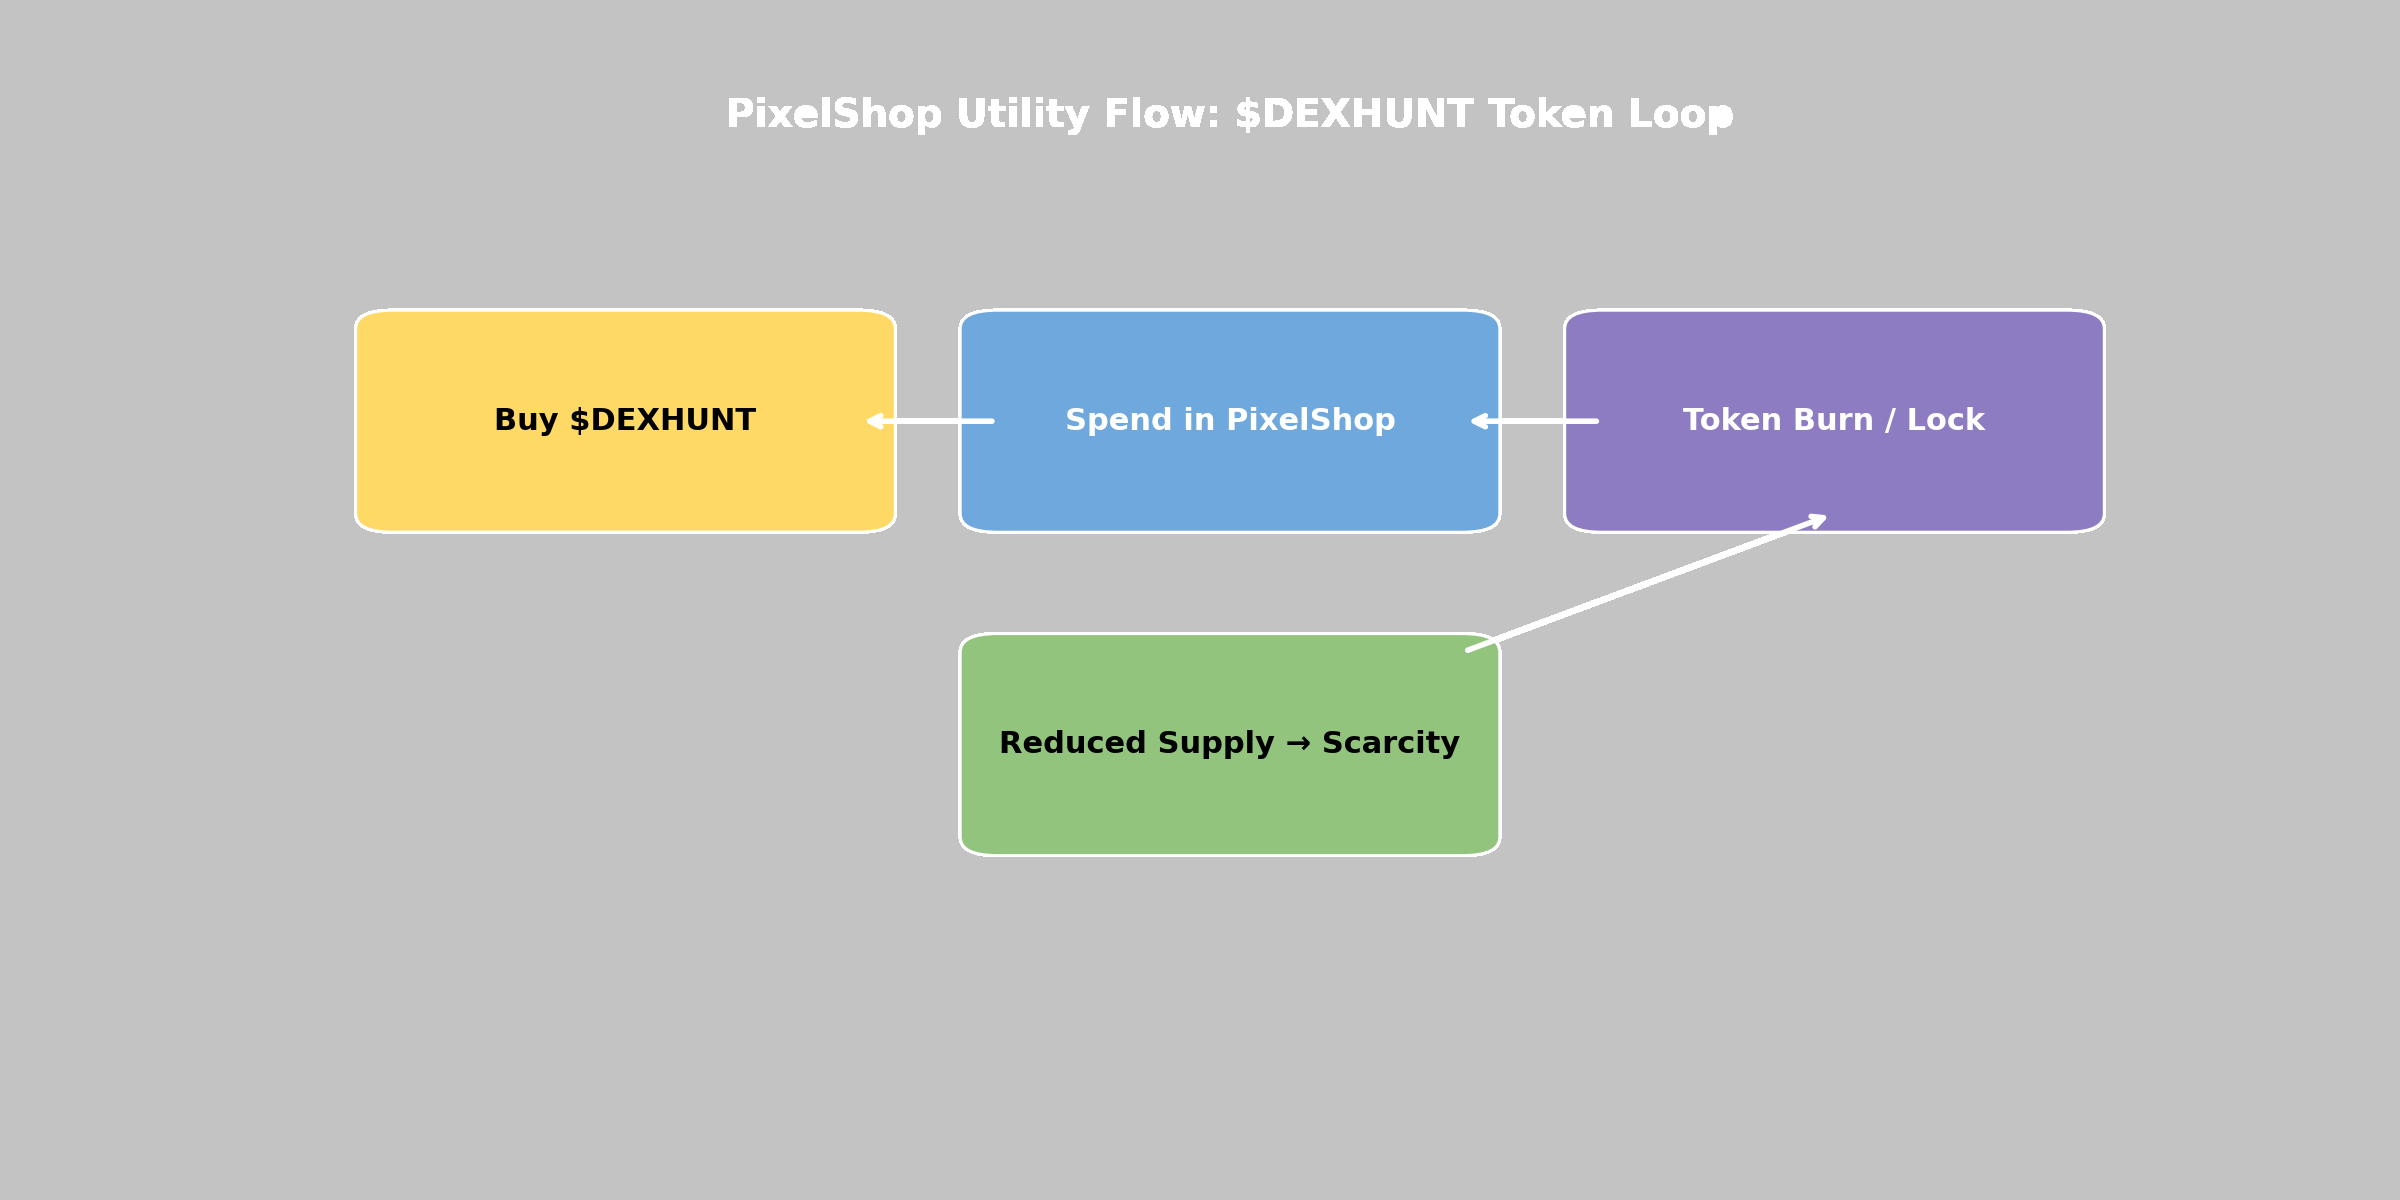 PixelShop Utility Flow: $DEXHUNT Token Loop
Buy $DEXHUNT
Spend in PixelShop
Token Burn / Lock
Reduced Supply → Scarcity